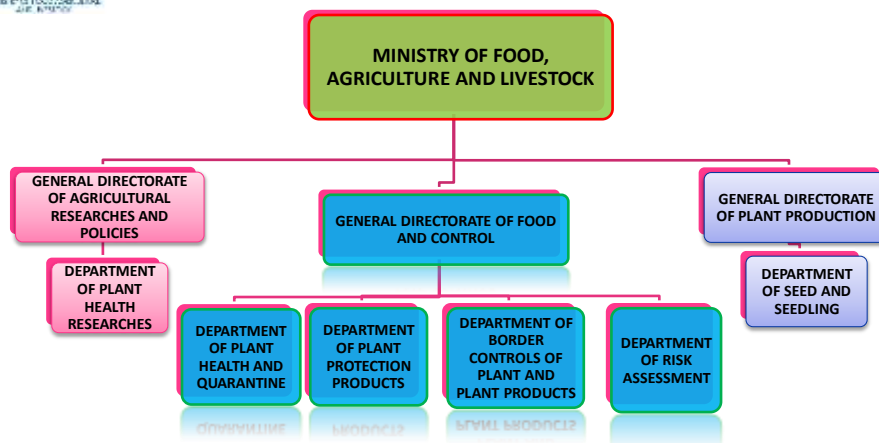 MINISTRY OF FOOD,
AGRICULTURE AND LIVESTOCK
GENERAL DIRECTORATE
OF AGRICULTURAL
RESEARCHES AND
POLICIES
GENERAL DIRECTORATE OF FOOD
AND CONTROL
GENERAL DIRECTORATE
OF PLANT PRODUCTION
DEPARTMENT
OF PLANT
HEALTH
RESEARCHES
DEPARTMENT
OF PLANT
HEALTH AND
QUARANTINE
DEPARTMENT
OF PLANT
PROTECTION
PRODUCTS
DEPARTMENT OF
BORDER
CONTROLS OF
PLANT AND
PLANT PRODUCTS
DEPARTMENT
OF RISK
ASSESSMENT
DEPARTMENT
OF SEED AND
SEEDLING